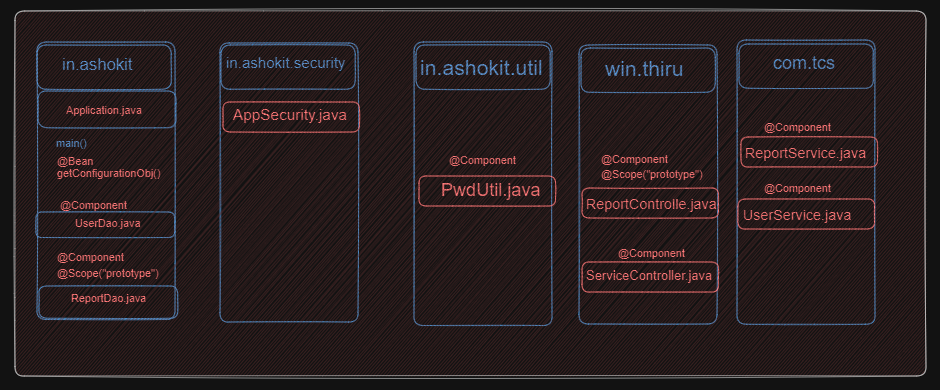 in.ashokit
Application.java
main()
@Bean
getConfigurationObj()
@Component
UserDao.java
@Component
@Scope("prototype")
ReportDao.java
in.ashokit.security
AppSecurity.java
in.ashokit.util
@Component
PwdUtil.java
win.thiru
@Component
@Scope("prototype")
ReportControlle.java
@Component
ServiceController.java
com.tcs
@Component
ReportService.java
@Component
UserService.java